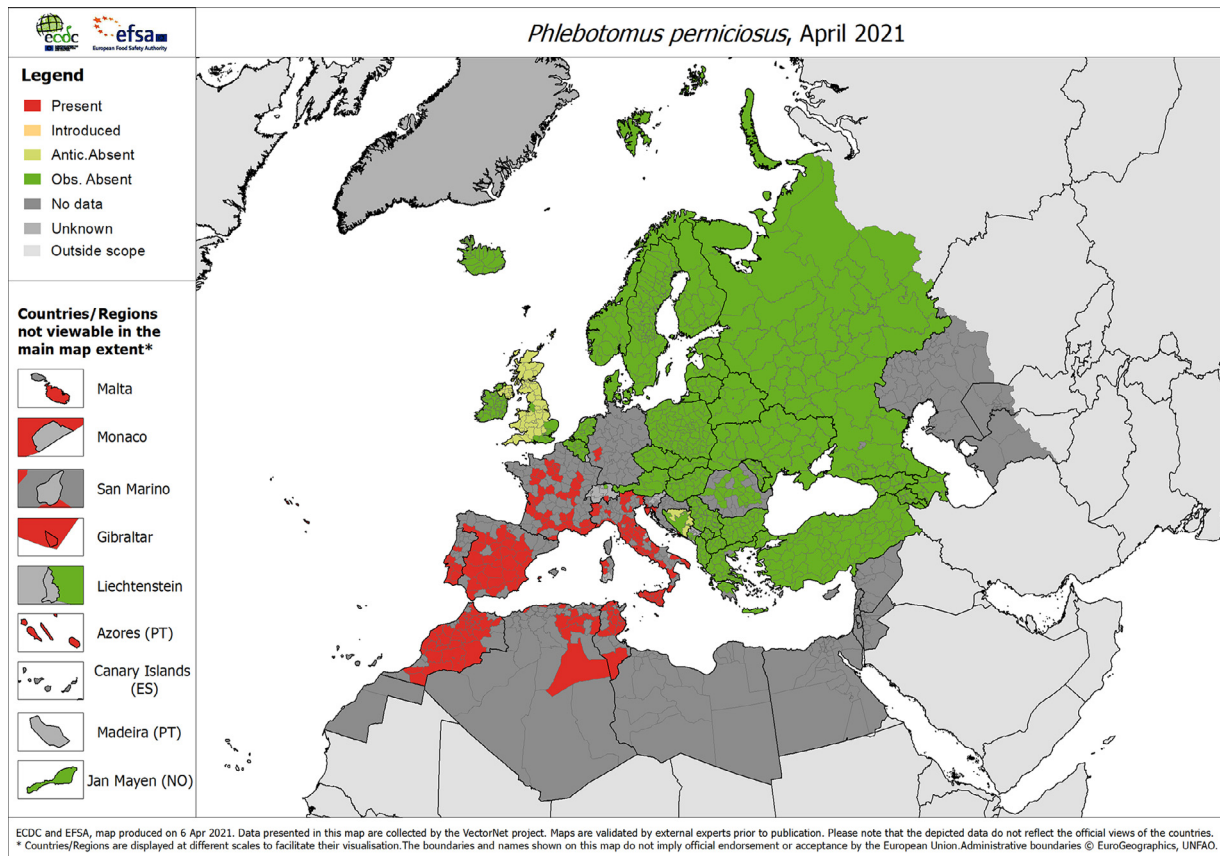 ecdc
efsa
European Food Safety Authority
Phlebotomus perniciosus, April 2021
Legend
Present
Introduced
Antic.Absent
Obs. Absent
No data
Unknown
Outside scope
Countries/Regions
not viewable in the
main map extent*
Malta
Monaco
San Marino
Gibraltar
Liechtenstein
Azores (PT)
Canary Islands
(ES)
Madeira (PT)
Jan Mayen (NO)
ECDC and EFSA, map produced on 6 Apr 2021. Data presented in this map are collected by the VectorNet project. Maps are validated by external experts prior to publication. Please note that the depicted data do not reflect the official views of the countries.
* Countries/Regions are displayed at different scales to facilitate their visualisation.The boundaries and names shown on this map do not imply official endorsement or acceptance by the European Union.Administrative boundaries © EuroGeographics, UNFAO.